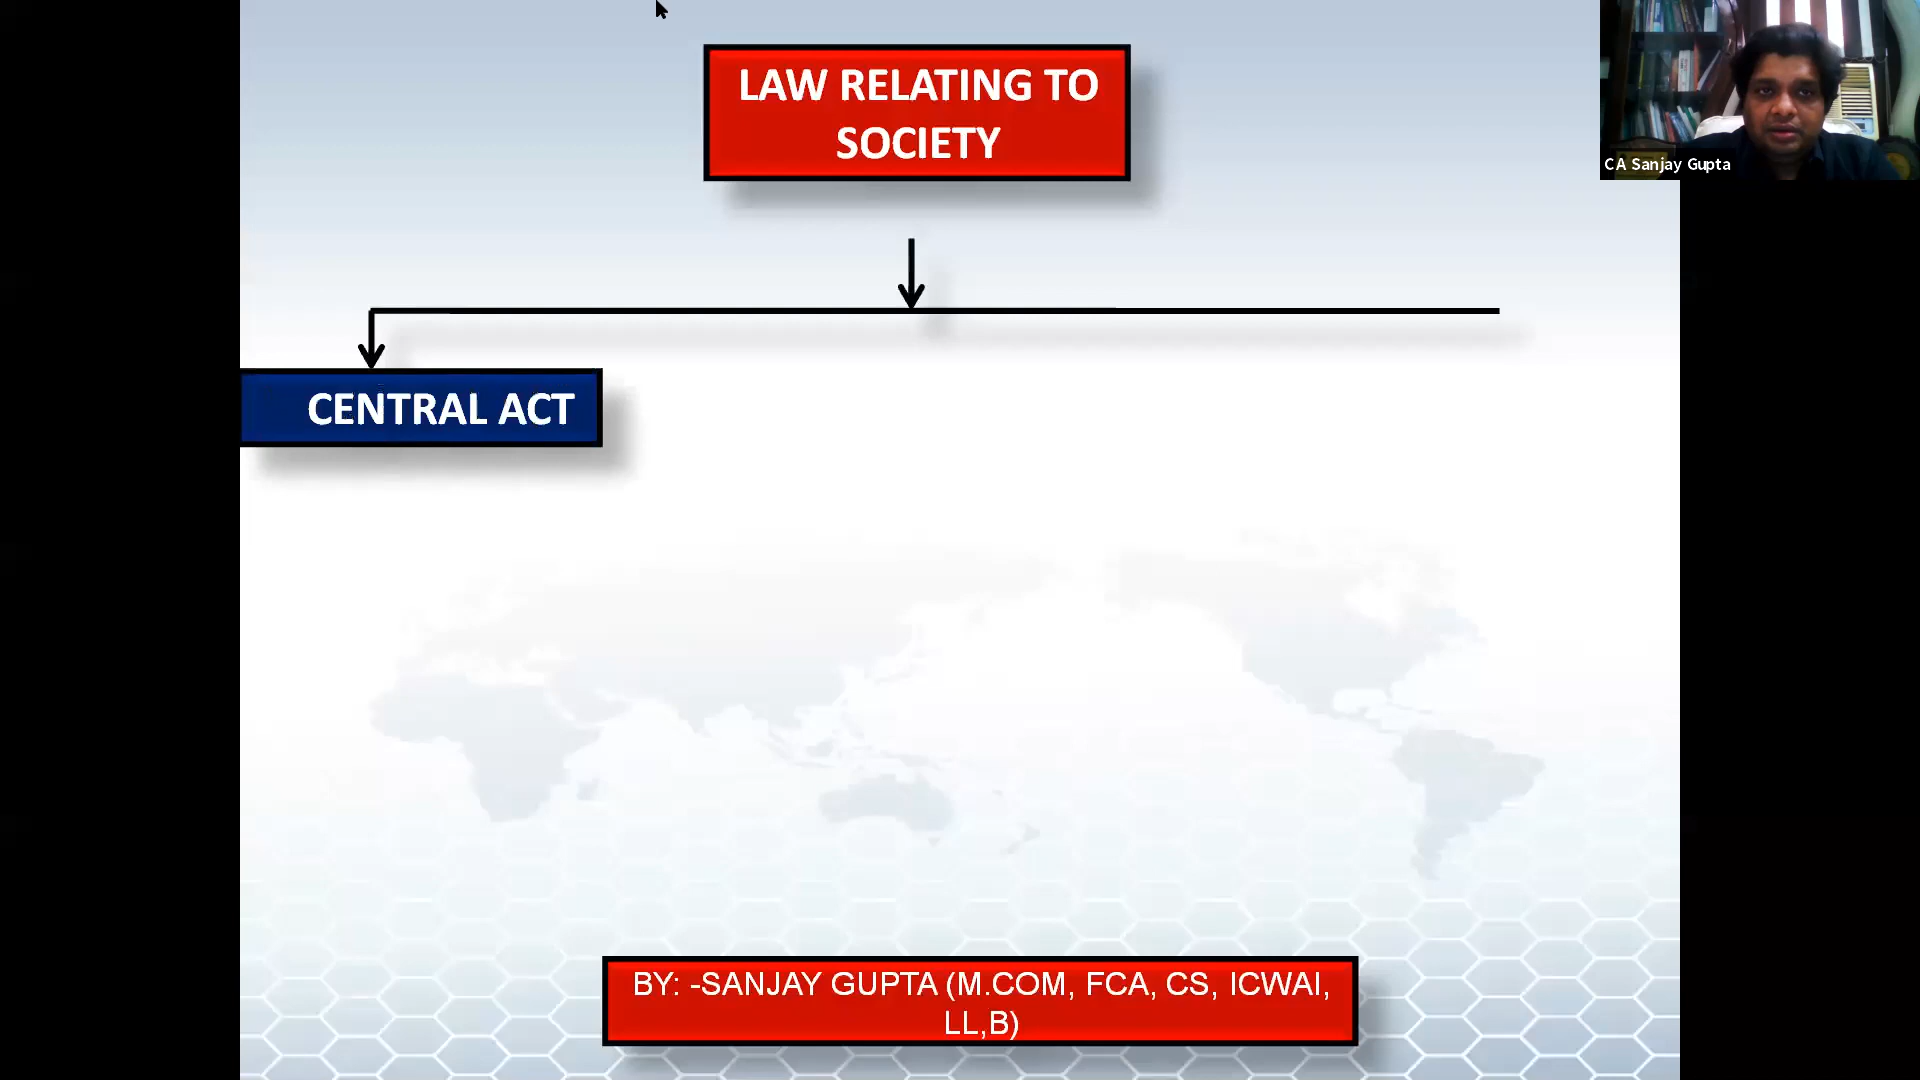 LAW RELATING TO
SOCIETY
CA Sanjay Gupta
CENTRAL ACT
BY: -SANJAY GUPTA (M.COM, FCA, CS, ICWAI,
LL,B)